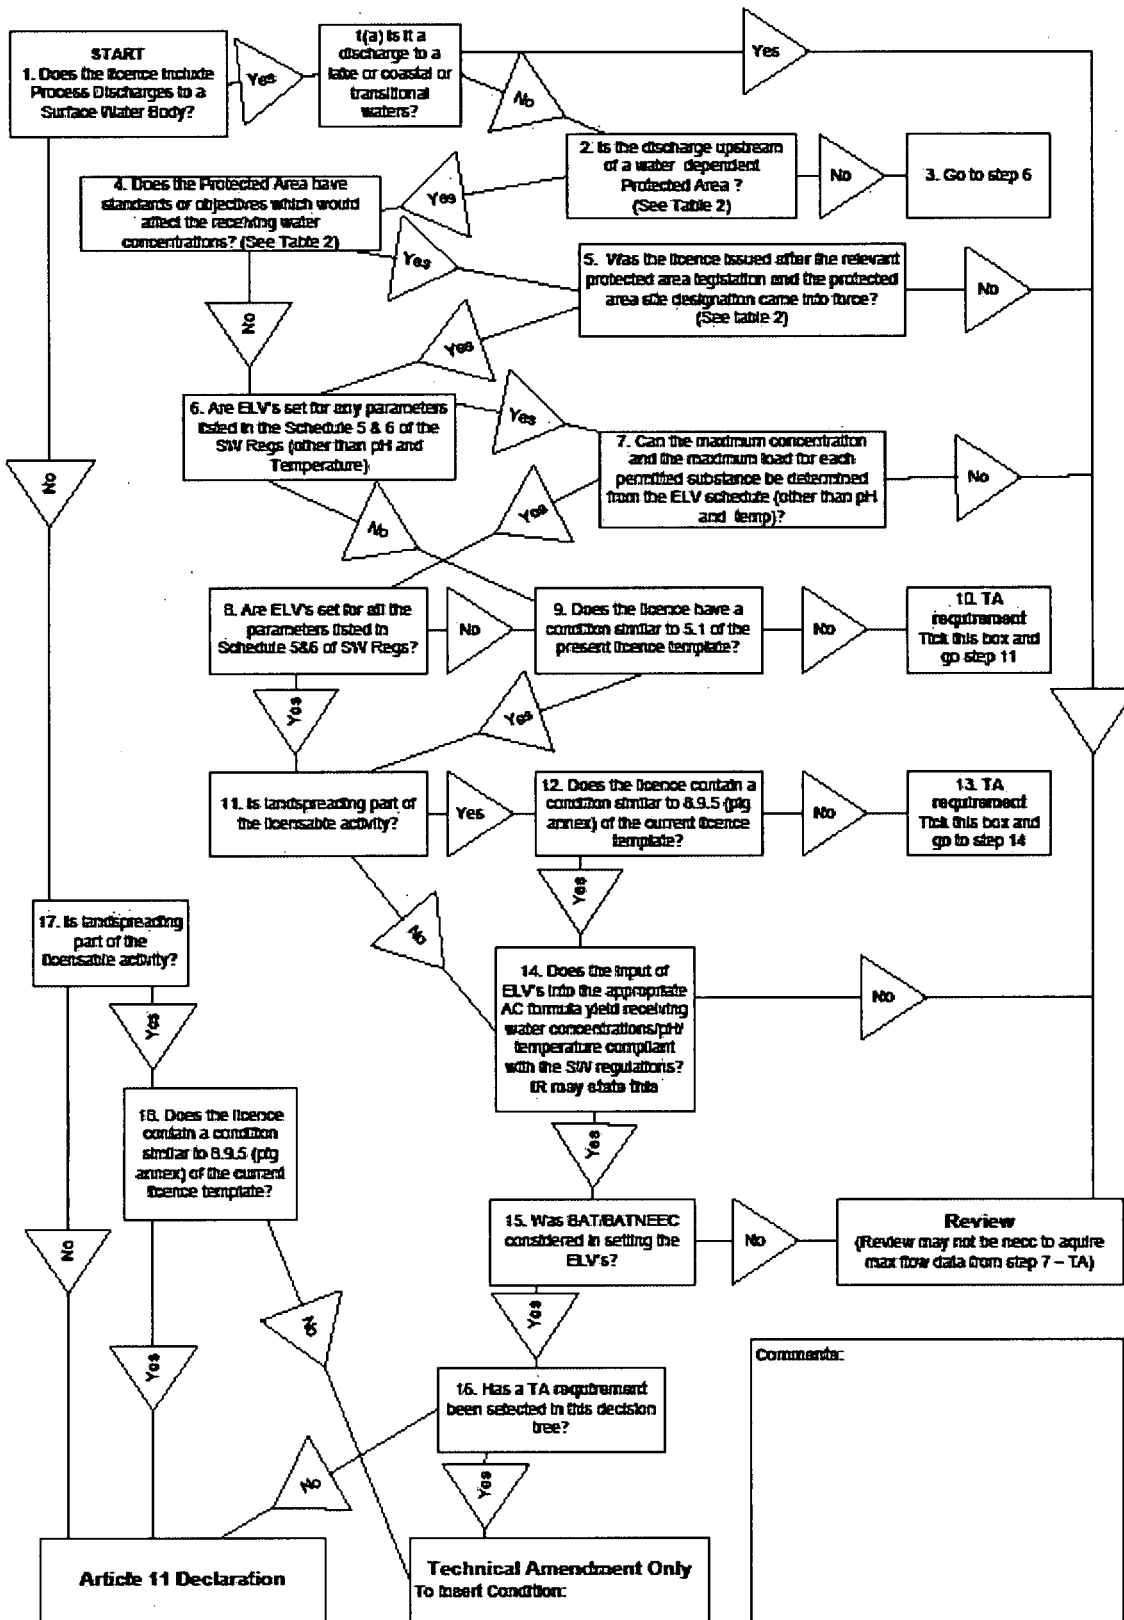 START
1. Does the licence include
Process Discharges to a
Surface Water Body?
Yes
1(a) Is it a
discharge to a
lake or coastal or
transitional
waters?
Yes
No
2. Is the discharge upstream
of a water dependent
Protected Area ?
(See Table 2)
No
3. Go to step 6
Yes
4. Does the Protected Area have
standards or objectives which would
affect the receiving water
concentrations? (See Table 2)
Yes
No
5. Was the licence issued after the relevant
protected area legislation and the protected
area site designation came into force?
(See table 2)
No
Yes
6. Are ELV's set for any parameters
listed in the Schedule 5 & 6 of the
SW Regs (other than pH and
Temperature)
Yes
No
7. Can the maximum concentration
and the maximum load for each
permitted substance be determined
from the ELV schedule (other than pH
and temp)?
No
Yes
No
8. Are ELV's set for all the
parameters listed in
Schedule 5&6 of SW Regs?
No
9. Does the licence have a
condition similar to 5.1 of the
present licence template?
No
10. TA
requirement
Tick this box and
go step 11
Yes
Yes
11. Is landspreading part of
the licensable activity?
Yes
12. Does the licence contain a
condition similar to 8.9.5 (pig
annex) of the current licence
template?
No
13. TA
requirement
Tick this box and
go to step 14
Yes
No
17. Is landspreading
part of the
licensable activity?
14. Does the input of
ELV's into the appropriate
AC formula yield receiving
water concentrations/pH/
temperature compliant
with the SW regulations?
IR may state this
No
Yes
18. Does the licence
contain a condition
similar to 8.9.5 (pig
annex) of the current
licence template?
Yes
15. Was BAT/BATNEEC
considered in setting the
ELV's?
No
Review
(Review may not be necc to aquire
max flow data from step 7 – TA)
No
Yes
No
Yes
16. Has a TA requirement
been selected in this decision
tree?
Comments:
No
Yes
Article 11 Declaration
Technical Amendment Only
To Insert Condition: